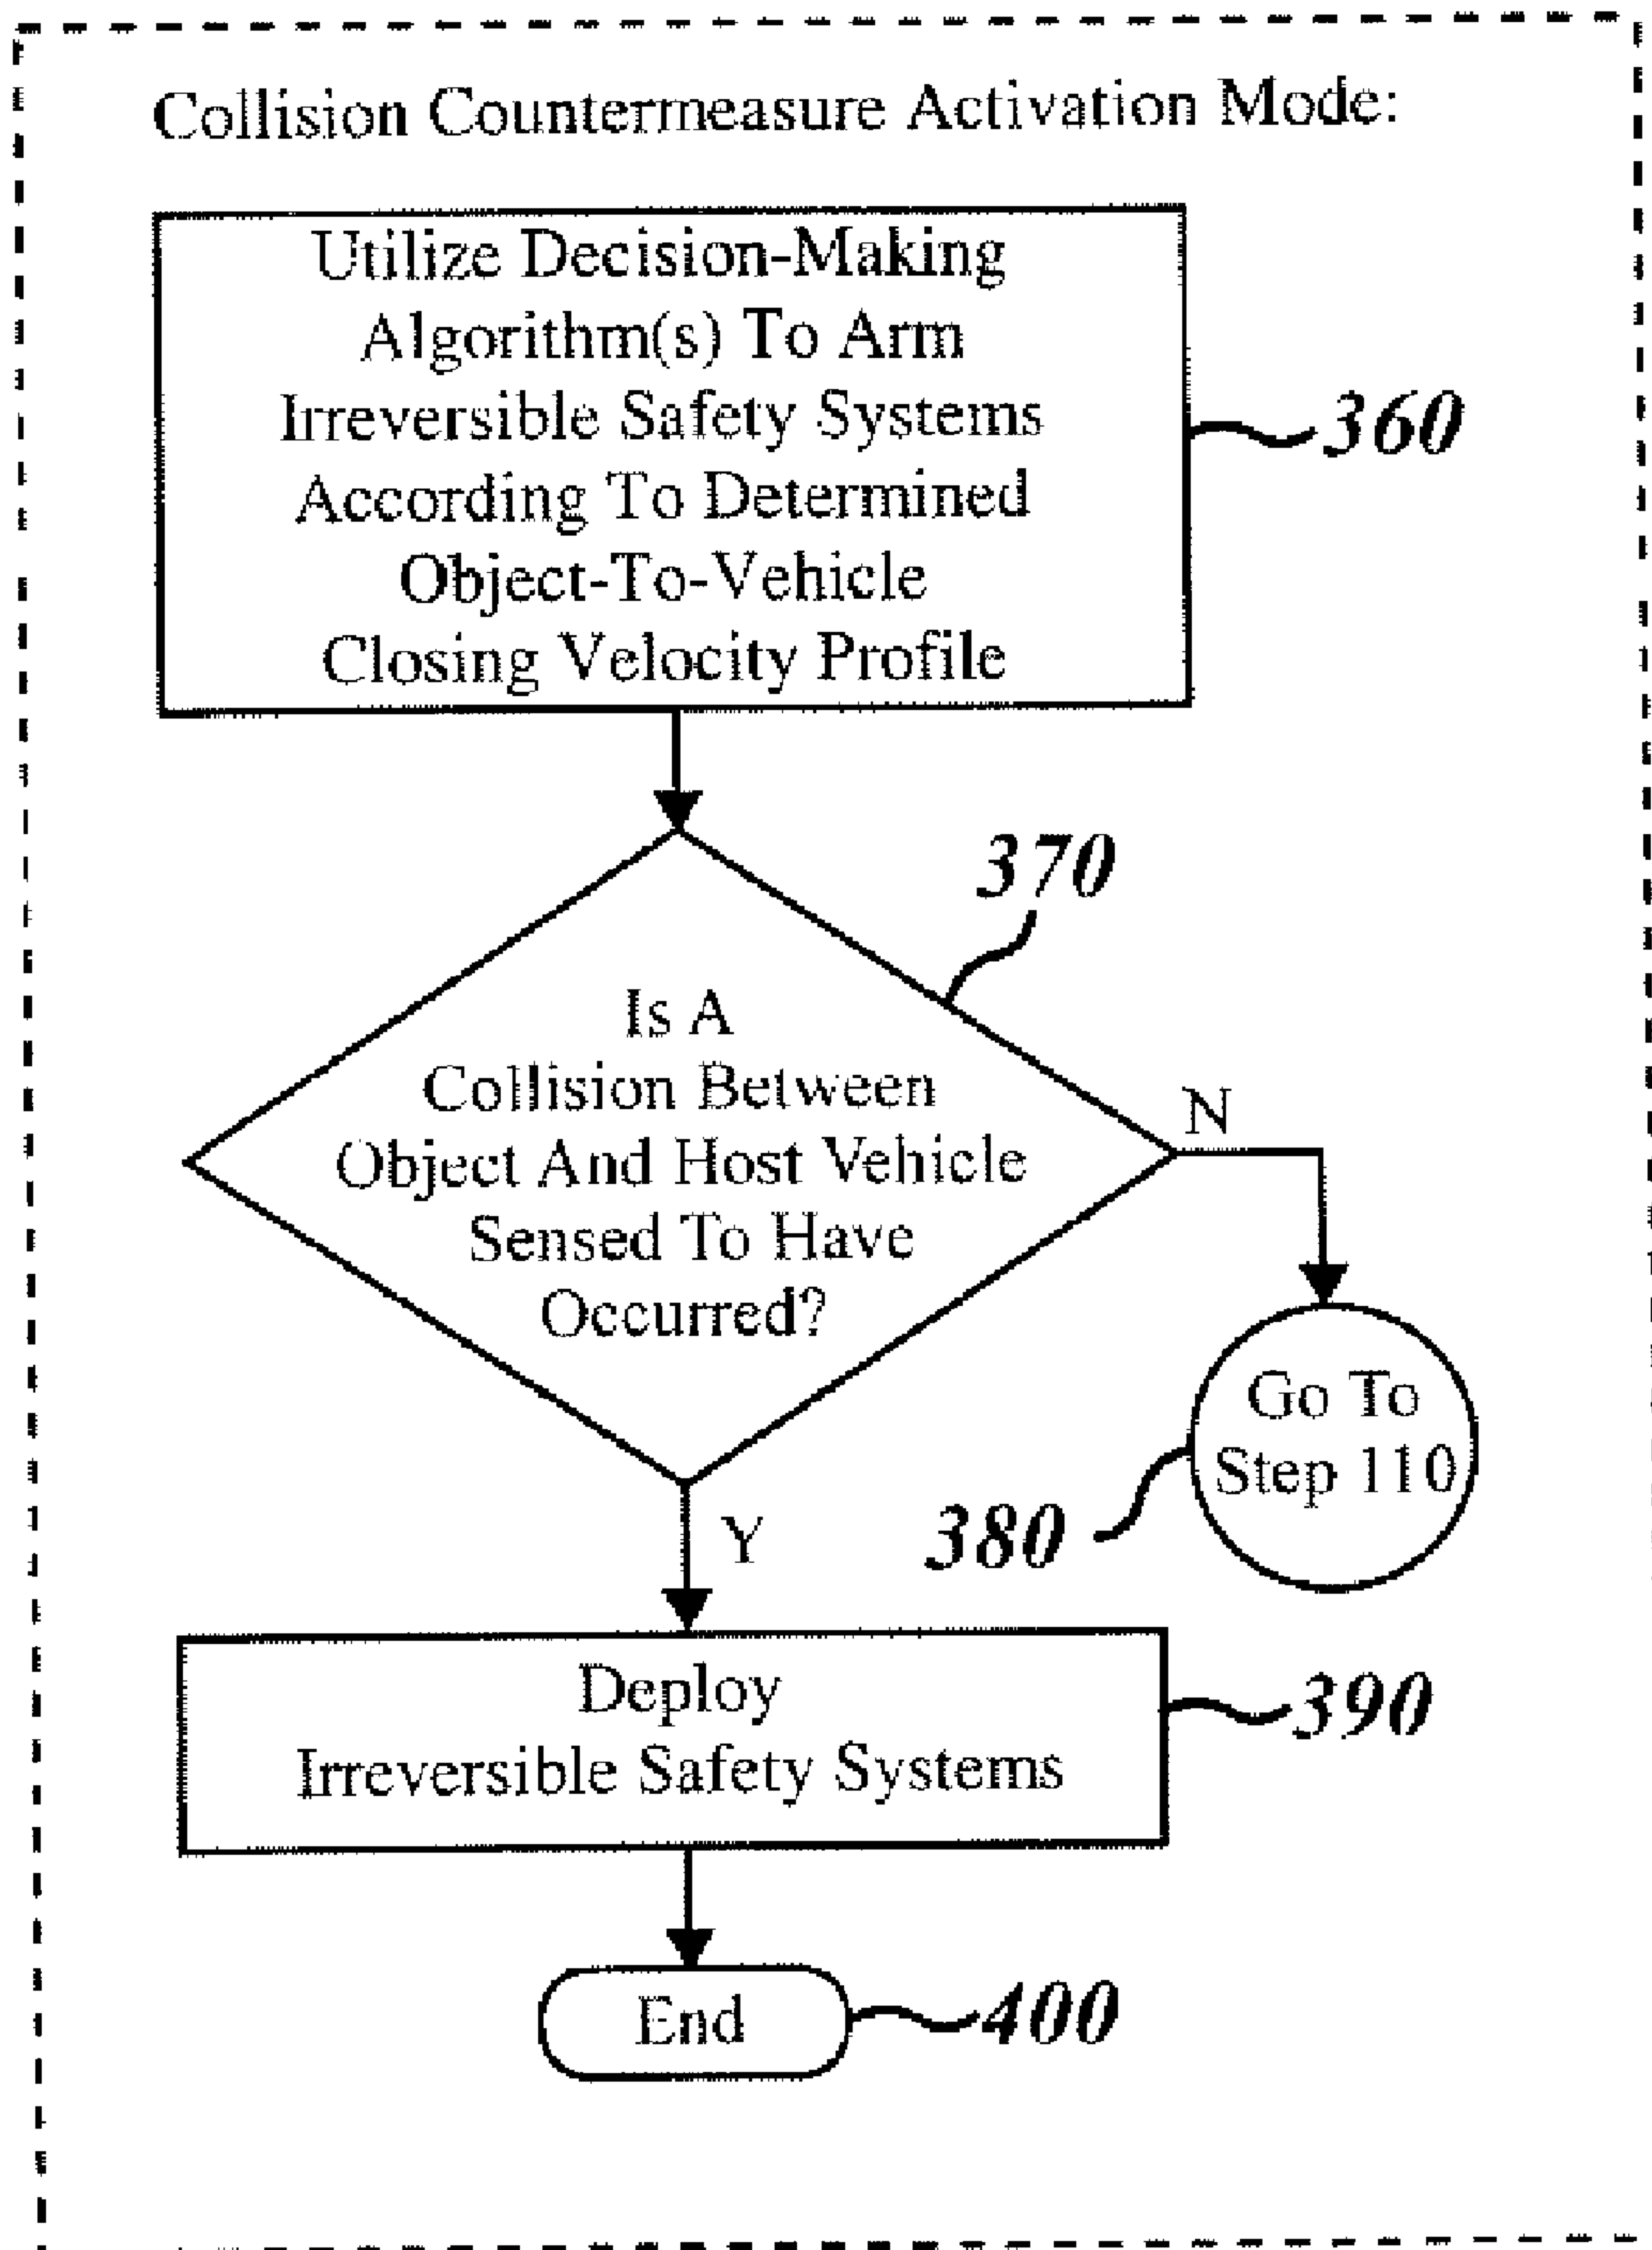 Collision Countermeasure Activation Mode:
Utilize Decision-Making
Algorithm(s) To Arm
Irreversible Safety Systems
According To Determined
Object-To-Vehicle
Closing Velocity Profile
360
370
Is A
Collision Between
Object And Host Vehicle
Sensed To Have
Occurred?
N
Go To
Step 110
380
Y
Deploy
Irreversible Safety Systems
390
End
400